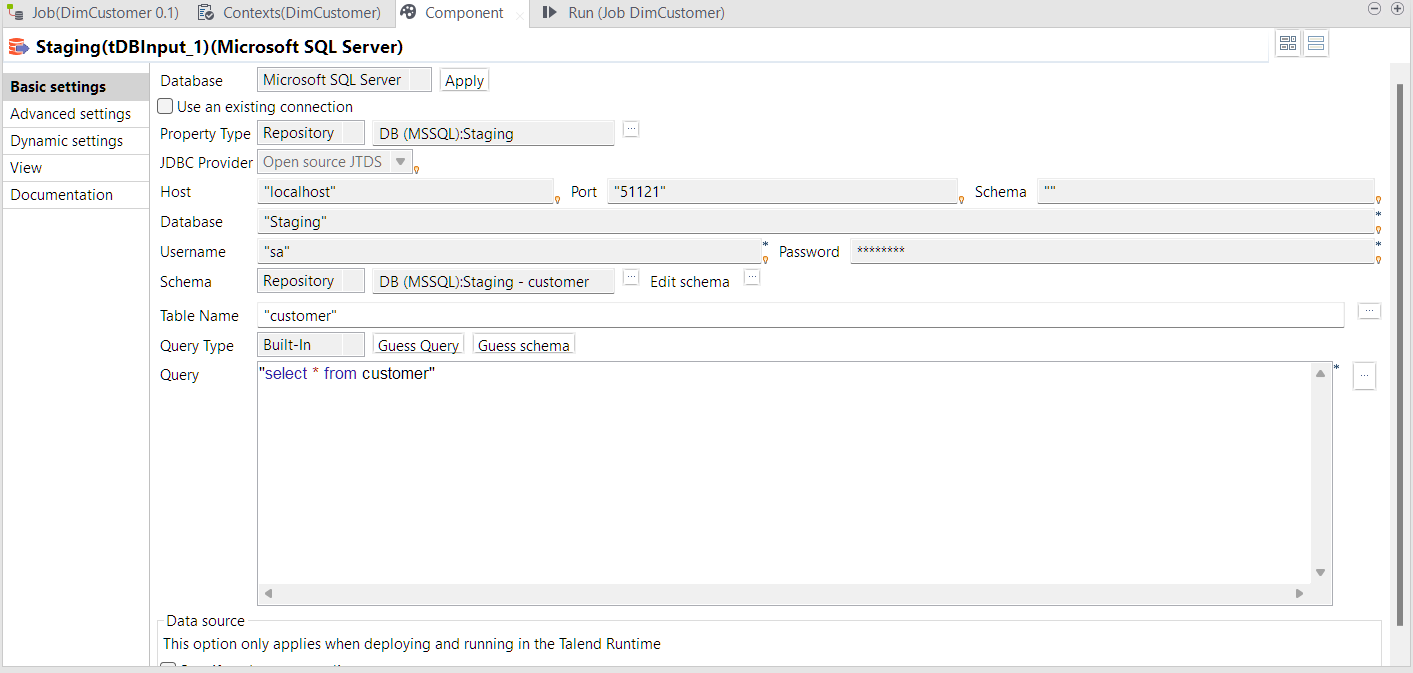 Job(DimCustomer 0.1) Contexts(DimCustomer) Component Run (Job DimCustomer)
Staging(tDBInput_1)(Microsoft SQL Server)
Basic settings
Advanced settings
Dynamic settings
View
Documentation
Database Microsoft SQL Server Apply
Use an existing connection
Property Type Repository DB (MSSQL):Staging ...
JDBC Provider Open source JTDS
Host "localhost" Port "51121" Schema ""
Database "Staging" *
Username "sa" * Password ******** *
Schema Repository DB (MSSQL):Staging - customer ... Edit schema ...
Table Name "customer" ...
Query Type Built-In Guess Query Guess schema
Query "select * from customer" * ...
Data source
This option only applies when deploying and running in the Talend Runtime